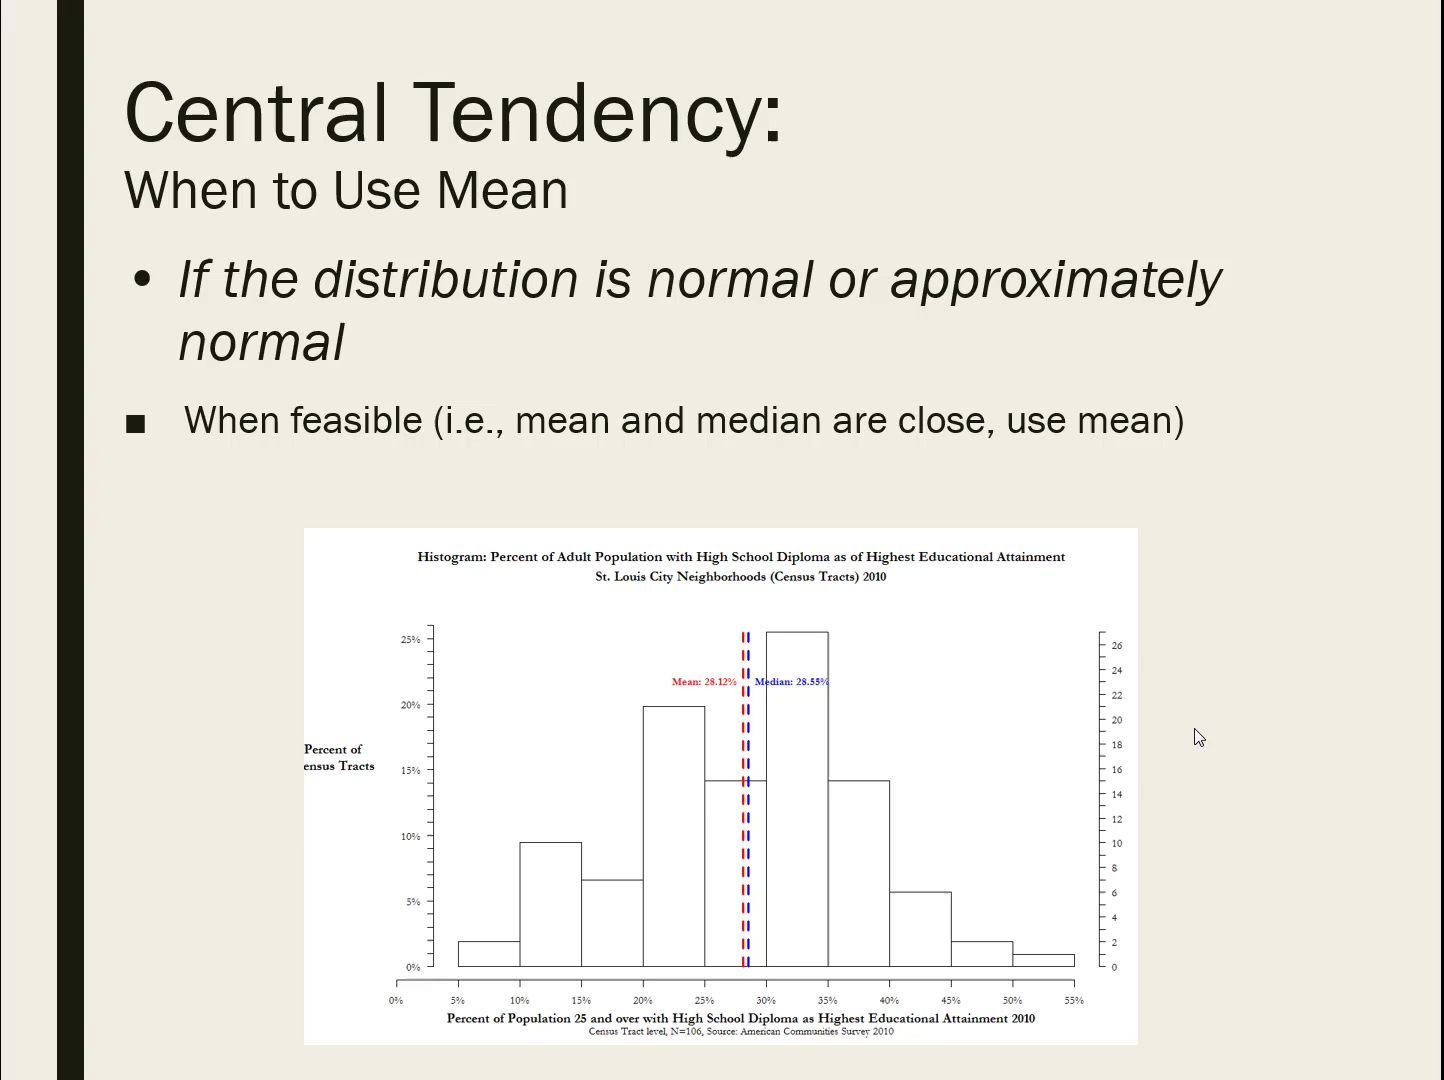 Central Tendency:
When to Use Mean
• If the distribution is normal or approximately
normal
■ When feasible (i.e., mean and median are close, use mean)
Histogram: Percent of Adult Population with High School Diploma as of Highest Educational Attainment
St. Louis City Neighborhoods (Census Tracts) 2010
25%
20%
15%
10%
5%
0%
Percent of
ensus Tracts
Mean: 28.12%
Median: 28.55%
26
24
22
20
18
16
14
12
10
8
6
4
2
0
0% 5% 10% 15% 20% 25% 30% 35% 40% 45% 50% 55%
Percent of Population 25 and over with High School Diploma as Highest Educational Attainment 2010
Census Tract level, N=106, Source: American Communities Survey 2010